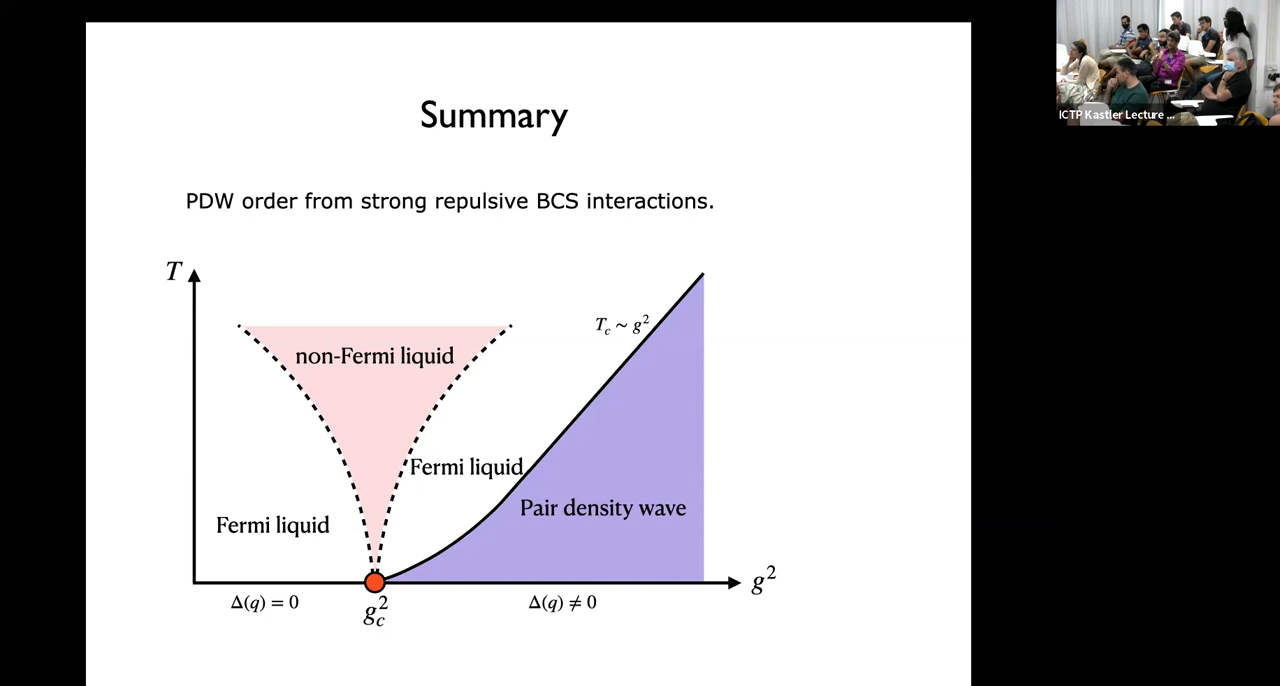 ICTP Kastler Lecture ...
Summary
PDW order from strong repulsive BCS interactions.
T
T_c ~ g²
non-Fermi liquid
Fermi liquid
Pair density wave
Fermi liquid
g²
Δ(q) = 0
g_c²
Δ(q) ≠ 0